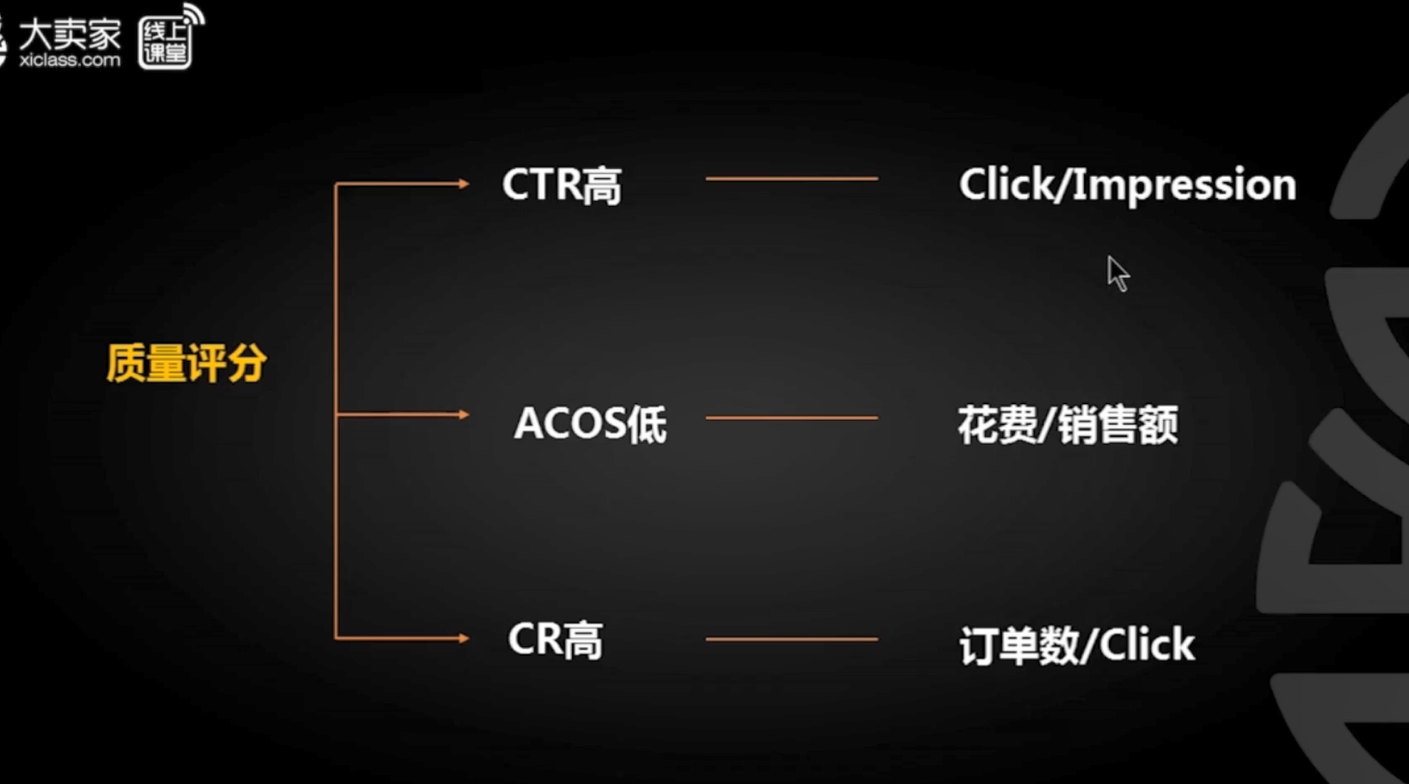 大卖家
xiclass.com
线上
课堂
CTR高
Click/Impression
质量评分
ACOS低
花费/销售额
CR高
订单数/Click